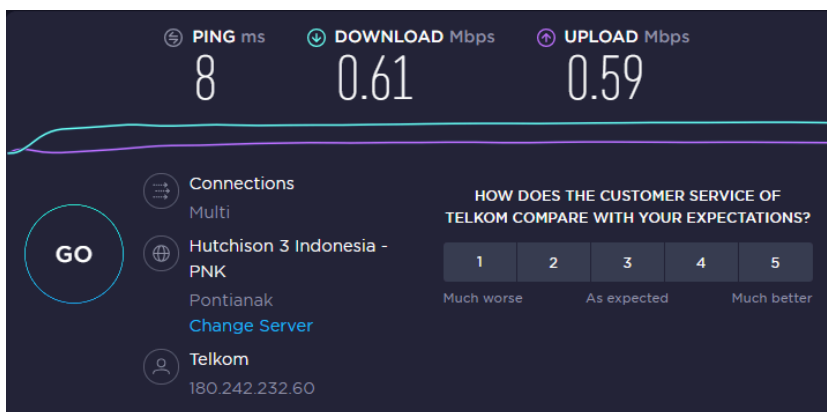 PING ms DOWNLOAD Mbps UPLOAD Mbps
8 0.61 0.59
Connections
Multi
Hutchison 3 Indonesia -
PNK
Pontianak
Change Server
Telkom
180.242.232.60
GO
HOW DOES THE CUSTOMER SERVICE OF
TELKOM COMPARE WITH YOUR EXPECTATIONS?
1 2 3 4 5
Much worse As expected Much better